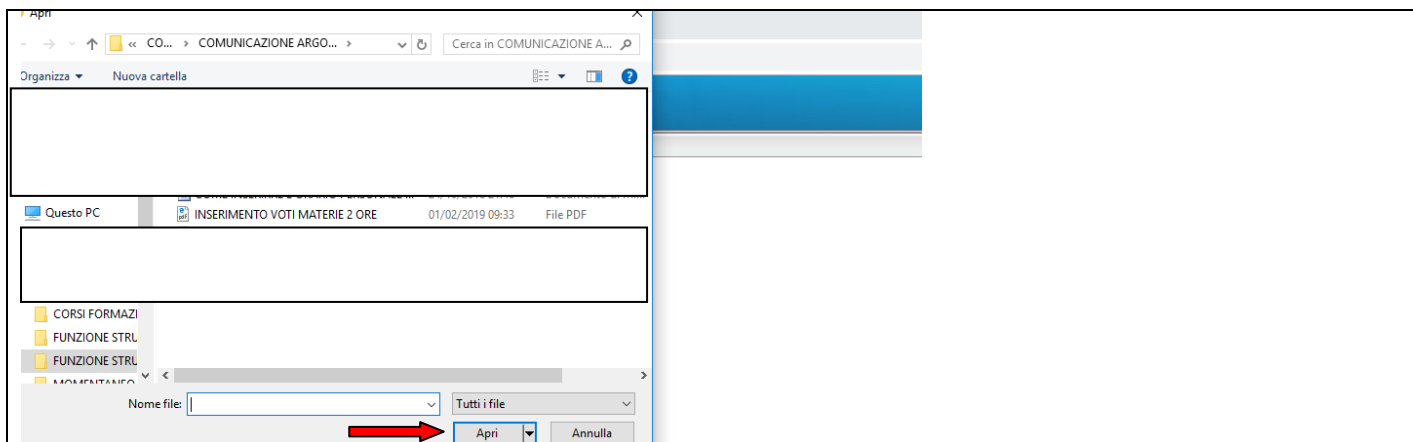 Apri
« CO... › COMUNICAZIONE ARGO... › Cerca in COMUNICAZIONE A...
Organizza Nuova cartella
Questo PC INSERIMENTO VOTI MATERIE 2 ORE 01/02/2019 09:33 File PDF
CORSI FORMAZI
FUNZIONE STRU
FUNZIONE STRU
MOMENTANEO
Nome file: Tutti i file
Apri Annulla